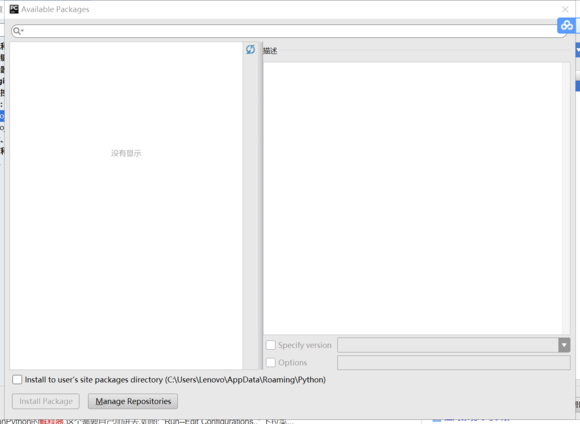 Available Packages
描述
没有显示
Specify version
Options
Install to user's site packages directory (C:\Users\Lenovo\AppData\Roaming\Python)
Install Package
Manage Repositories